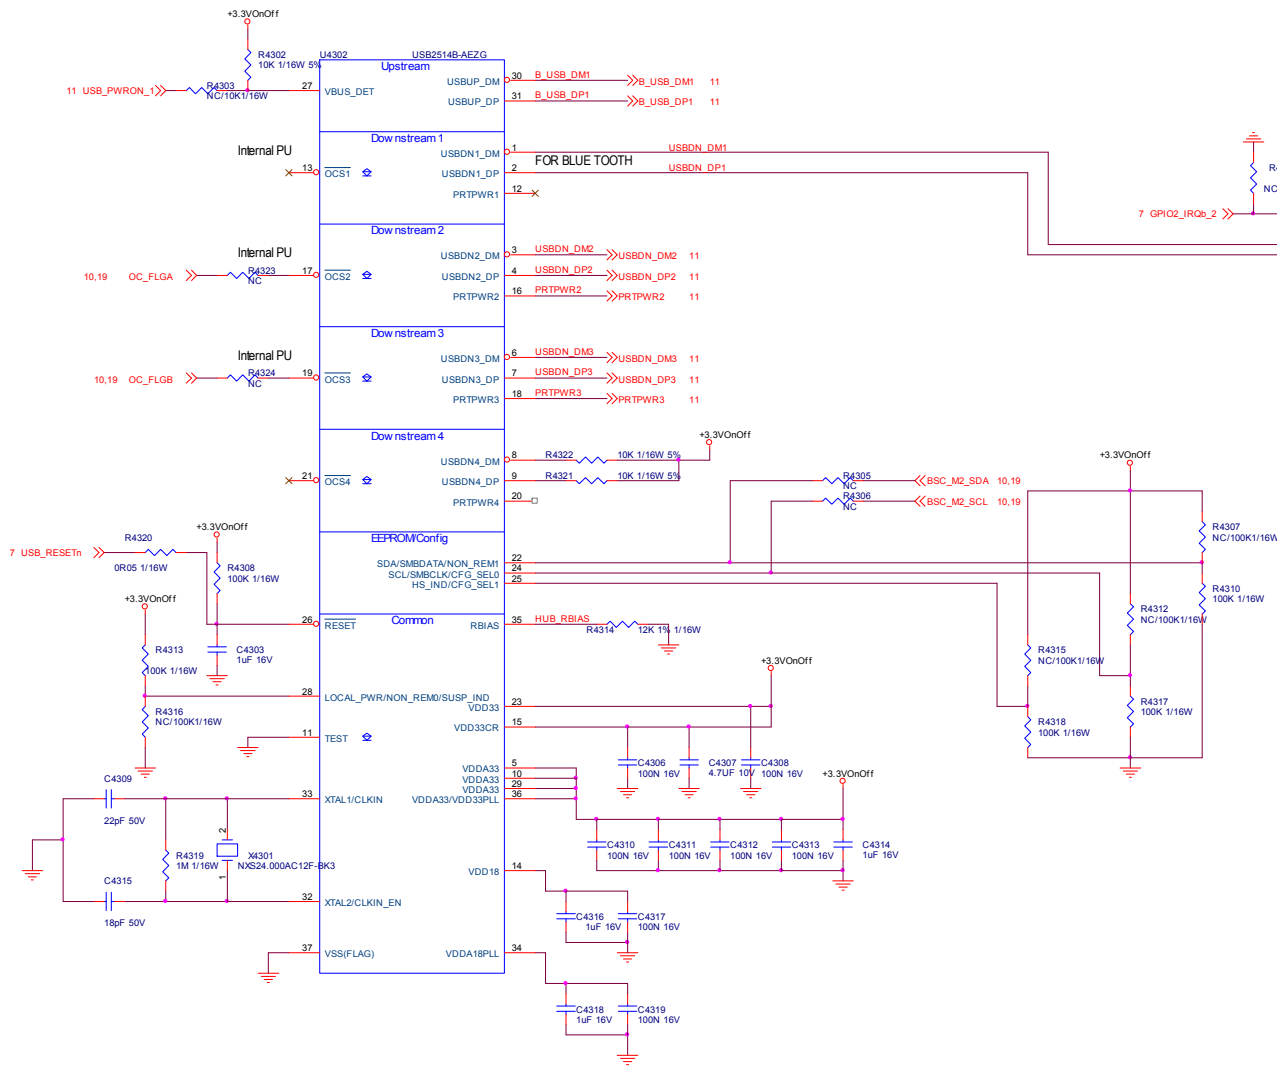 +3.3VOnOff
R4302
10K 1/16W 5%
U4302
USB2514B-AEZG
Upstream
11 USB_PWRON_1
R4303
NC/10K1/16W
27
VBUS_DET
USBUP_DM
30
B_USB_DM1
B_USB_DM1 11
USBUP_DP
31
B_USB_DP1
B_USB_DP1 11
Downstream 1
Internal PU
13
OCS1
USBDN1_DM
1
USBDN_DM1
FOR BLUE TOOTH
USBDN1_DP
2
USBDN_DP1
PRTPWR1
12
7 GPIO2_IRQb_2
R4
NC
Downstream 2
Internal PU
10,19 OC_FLGA
R4323
NC
17
OCS2
USBDN2_DM
3
USBDN_DM2
USBDN_DM2 11
USBDN2_DP
4
USBDN_DP2
USBDN_DP2 11
PRTPWR2
16
PRTPWR2
PRTPWR2 11
Downstream 3
Internal PU
10,19 OC_FLGB
R4324
NC
19
OCS3
USBDN3_DM
6
USBDN_DM3
USBDN_DM3 11
USBDN3_DP
7
USBDN_DP3
USBDN_DP3 11
PRTPWR3
18
PRTPWR3
PRTPWR3 11
Downstream 4
21
OCS4
USBDN4_DM
8
R4322
10K 1/16W 5%
+3.3VOnOff
USBDN4_DP
9
R4321
10K 1/16W 5%
PRTPWR4
20
R4305
NC
BSC_M2_SDA 10,19
R4306
NC
BSC_M2_SCL 10,19
+3.3VOnOff
R4307
NC/100K1/16W
R4310
100K 1/16W
R4312
NC/100K1/16W
R4315
NC/100K1/16W
R4317
100K 1/16W
R4318
100K 1/16W
EEPROM/Config
SDA/SMBDATA/NON_REM1
22
SCL/SMBCLK/CFG_SEL0
24
HS_IND/CFG_SEL1
25
7 USB_RESETn
R4320
0R05 1/16W
+3.3VOnOff
R4308
100K 1/16W
+3.3VOnOff
Common
26
RESET
RBIAS
35
HUB_RBIAS
R4314
12K 1% 1/16W
C4303
1uF 16V
R4313
100K 1/16W
28
LOCAL_PWR/NON_REM0/SUSP_IND
R4316
NC/100K1/16W
+3.3VOnOff
VDD33
23
VDD33CR
15
11
TEST
C4306
100N 16V
C4307
4.7UF 10V
C4308
100N 16V
VDDA33
5
VDDA33
10
VDDA33
29
VDDA33/VDD33PLL
36
+3.3VOnOff
C4309
22pF 50V
33
XTAL1/CLKIN
R4319
1M 1/16W
2
X4301
NXS24.000AC12F-BK3
1
C4310
100N 16V
C4311
100N 16V
C4312
100N 16V
C4313
100N 16V
C4314
1uF 16V
C4315
18pF 50V
32
XTAL2/CLKIN_EN
VDD18
14
C4316
1uF 16V
C4317
100N 16V
37
VSS(FLAG)
VDDA18PLL
34
C4318
1uF 16V
C4319
100N 16V